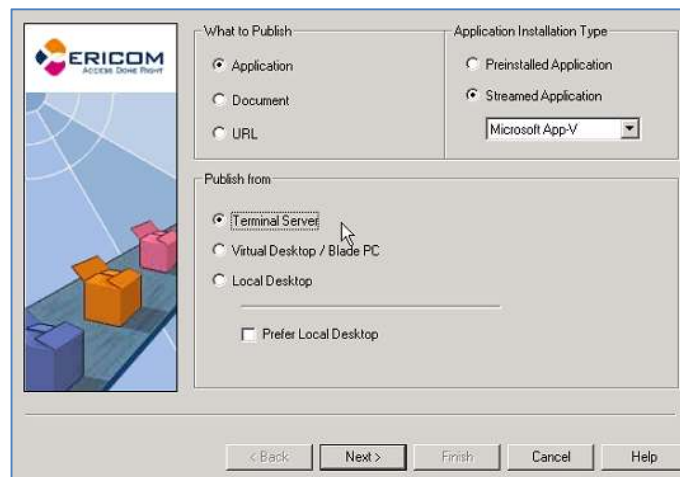 ERICOM
ACCESS DONE RIGHT
What to Publish
Application
Document
URL
Application Installation Type
Preinstalled Application
Streamed Application
Microsoft App-V
Publish from
Terminal Server
Virtual Desktop / Blade PC
Local Desktop
Prefer Local Desktop
< Back
Next >
Finish
Cancel
Help